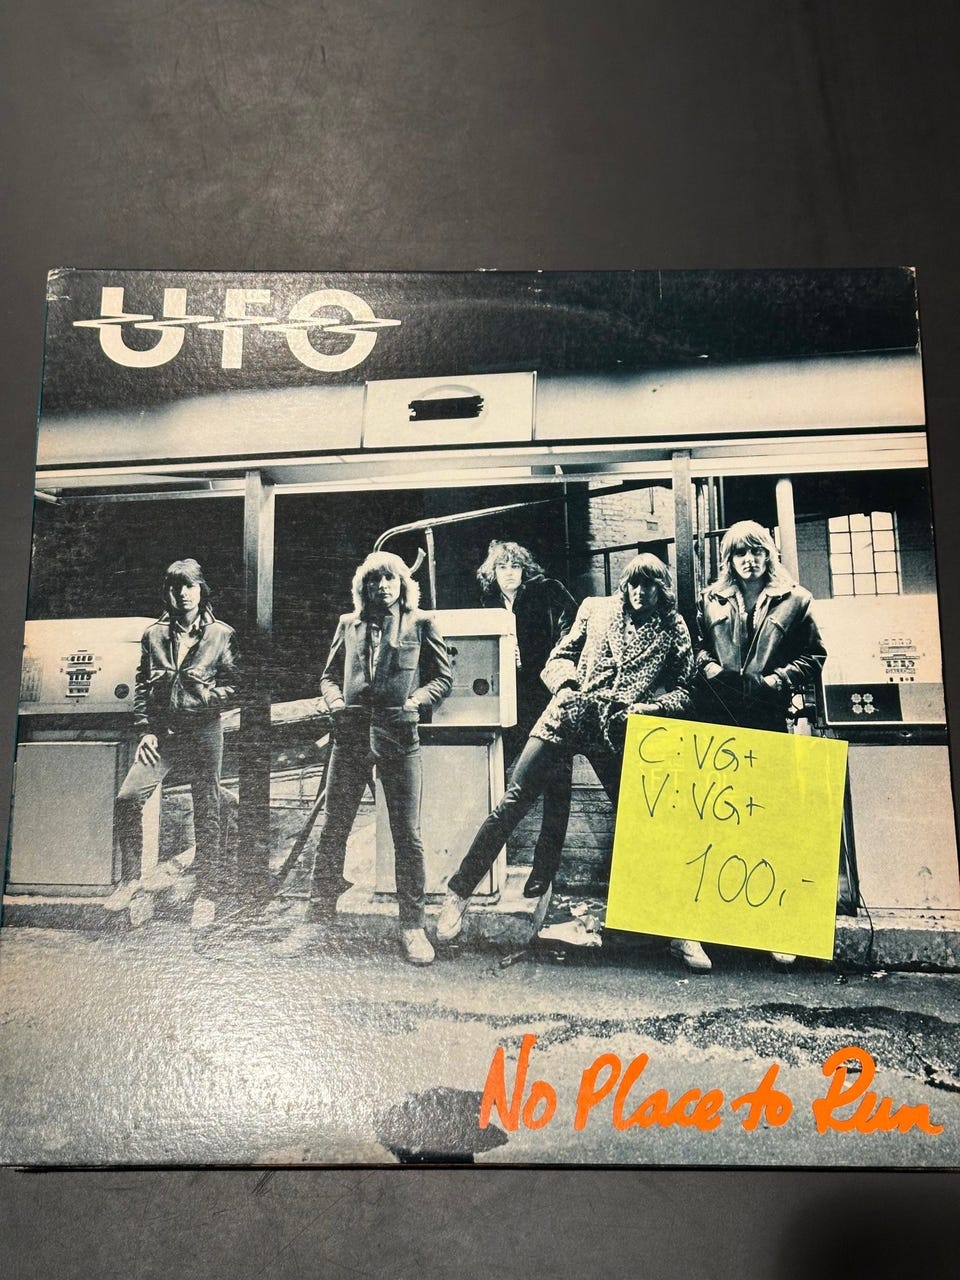 UFO
C: VG+
V: VG+
100,-
No Place to Run